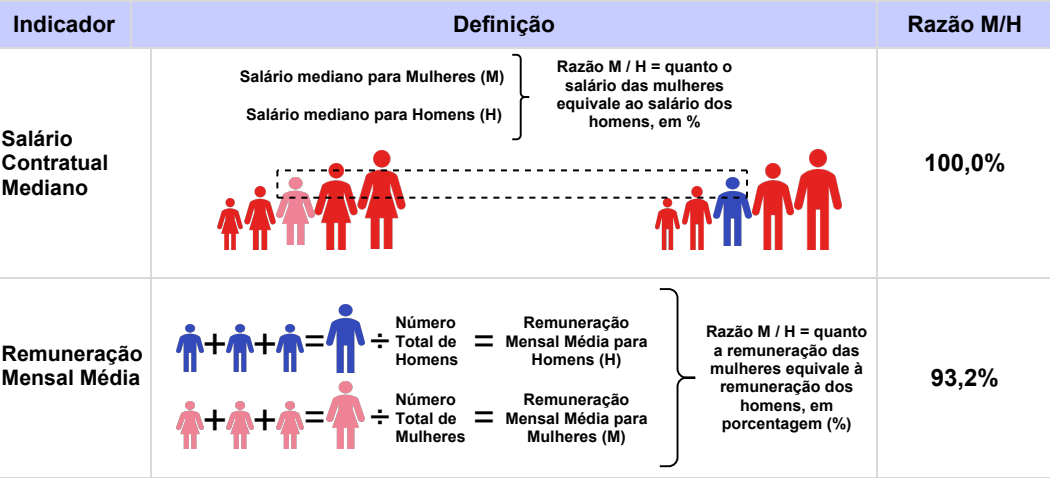 Indicador
Definição
Razão M/H
Salário
Contratual
Mediano
Salário mediano para Mulheres (M)
Salário mediano para Homens (H)
Razão M / H = quanto o
salário das mulheres
equivale ao salário dos
homens, em %
100,0%
Remuneração
Mensal Média
+ + = ÷
Número
Total de
Homens
=
Remuneração
Mensal Média para
Homens (H)
+ + = ÷
Número
Total de
Mulheres
=
Remuneração
Mensal Média para
Mulheres (M)
Razão M / H = quanto
a remuneração das
mulheres equivale à
remuneração dos
homens, em
porcentagem (%)
93,2%